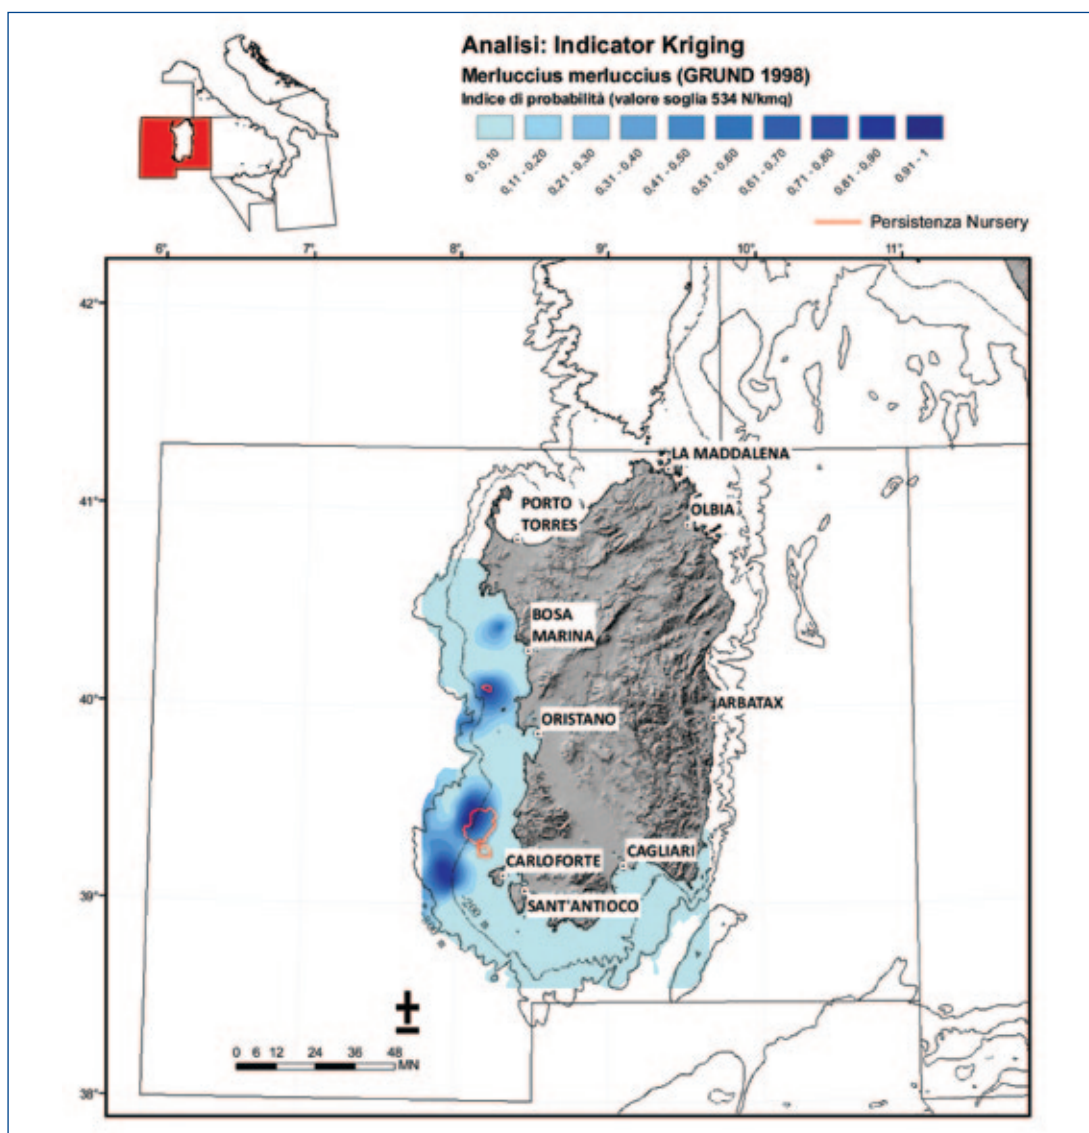 Analisi: Indicator Kriging
Merluccius merluccius (GRUND 1998)
Indice di probabilità (valore soglia 534 N/kmq)
0 - 0,10
0,11 - 0,20
0,21 - 0,30
0,31 - 0,40
0,41 - 0,50
0,51 - 0,60
0,61 - 0,70
0,71 - 0,80
0,81 - 0,90
0,91 - 1
Persistenza Nursery
6° 7° 8° 9° 10° 11°
42°
LA MADDALENA
41°
PORTO
TORRES
OLBIA
BOSA
MARINA
40°
ARBATAX
ORISTANO
CAGLIARI
CARLOFORTE
39°
SANT'ANTIOCO
-200 m
0 6 12 24 36 48
MN
38°